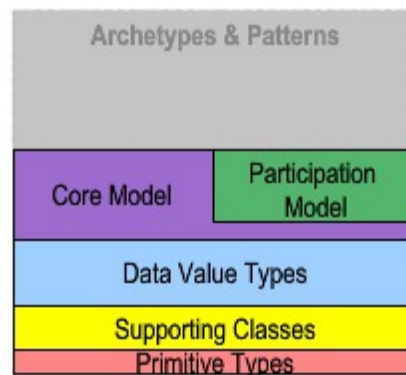 Archetypes & Patterns
Core Model
Participation
Model
Data Value Types
Supporting Classes
Primitive Types